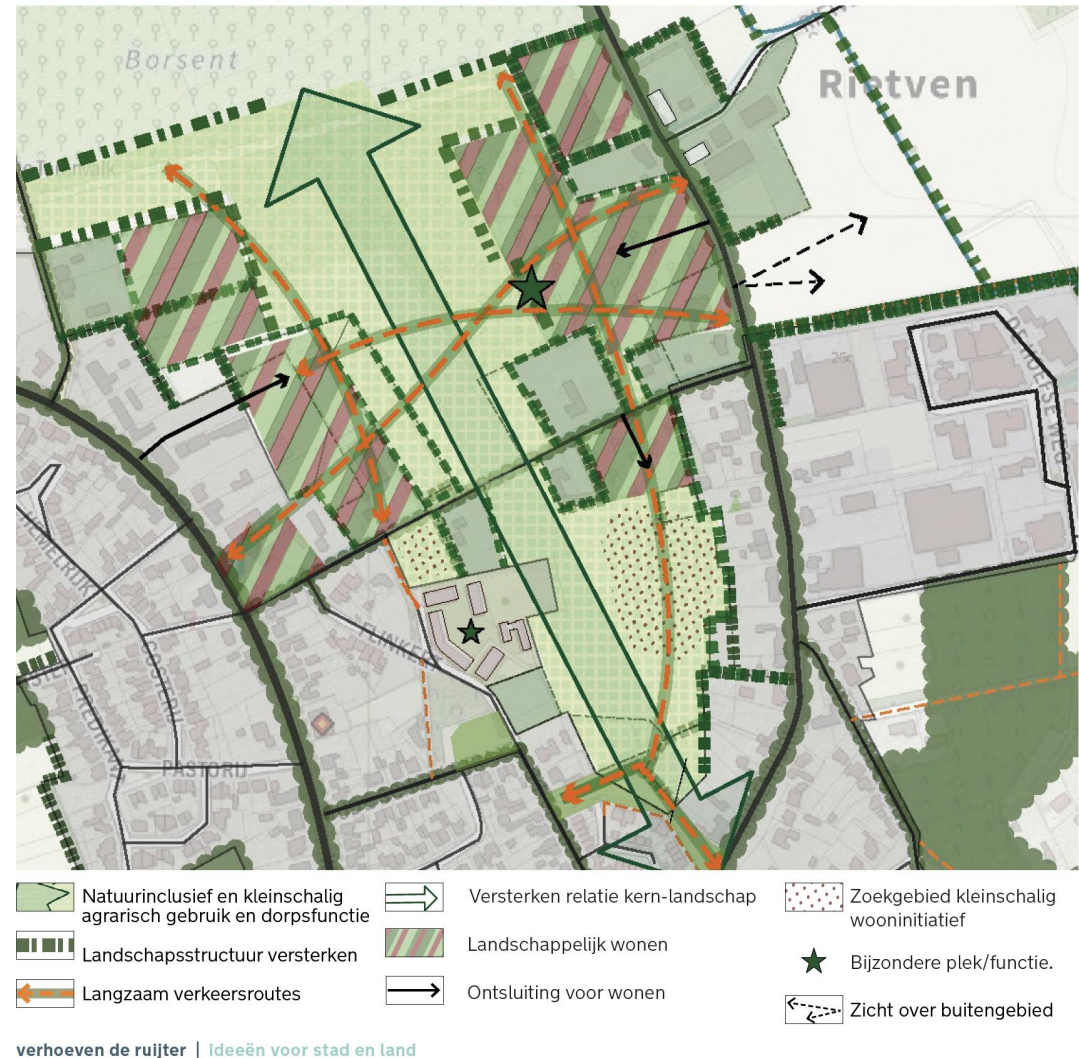 Borsent
Rietven
PASTORIJ
Natuurinclusief en kleinschalig
agrarisch gebruik en dorpsfunctie
Landschapsstructuur versterken
Langzaam verkeersroutes
Versterken relatie kern-landschap
Landschappelijk wonen
Ontsluiting voor wonen
Zoekgebied kleinschalig
wooninitiatief
Bijzondere plek/functie.
Zicht over buitengebied
verhoeven de ruijter | ideeën voor stad en land